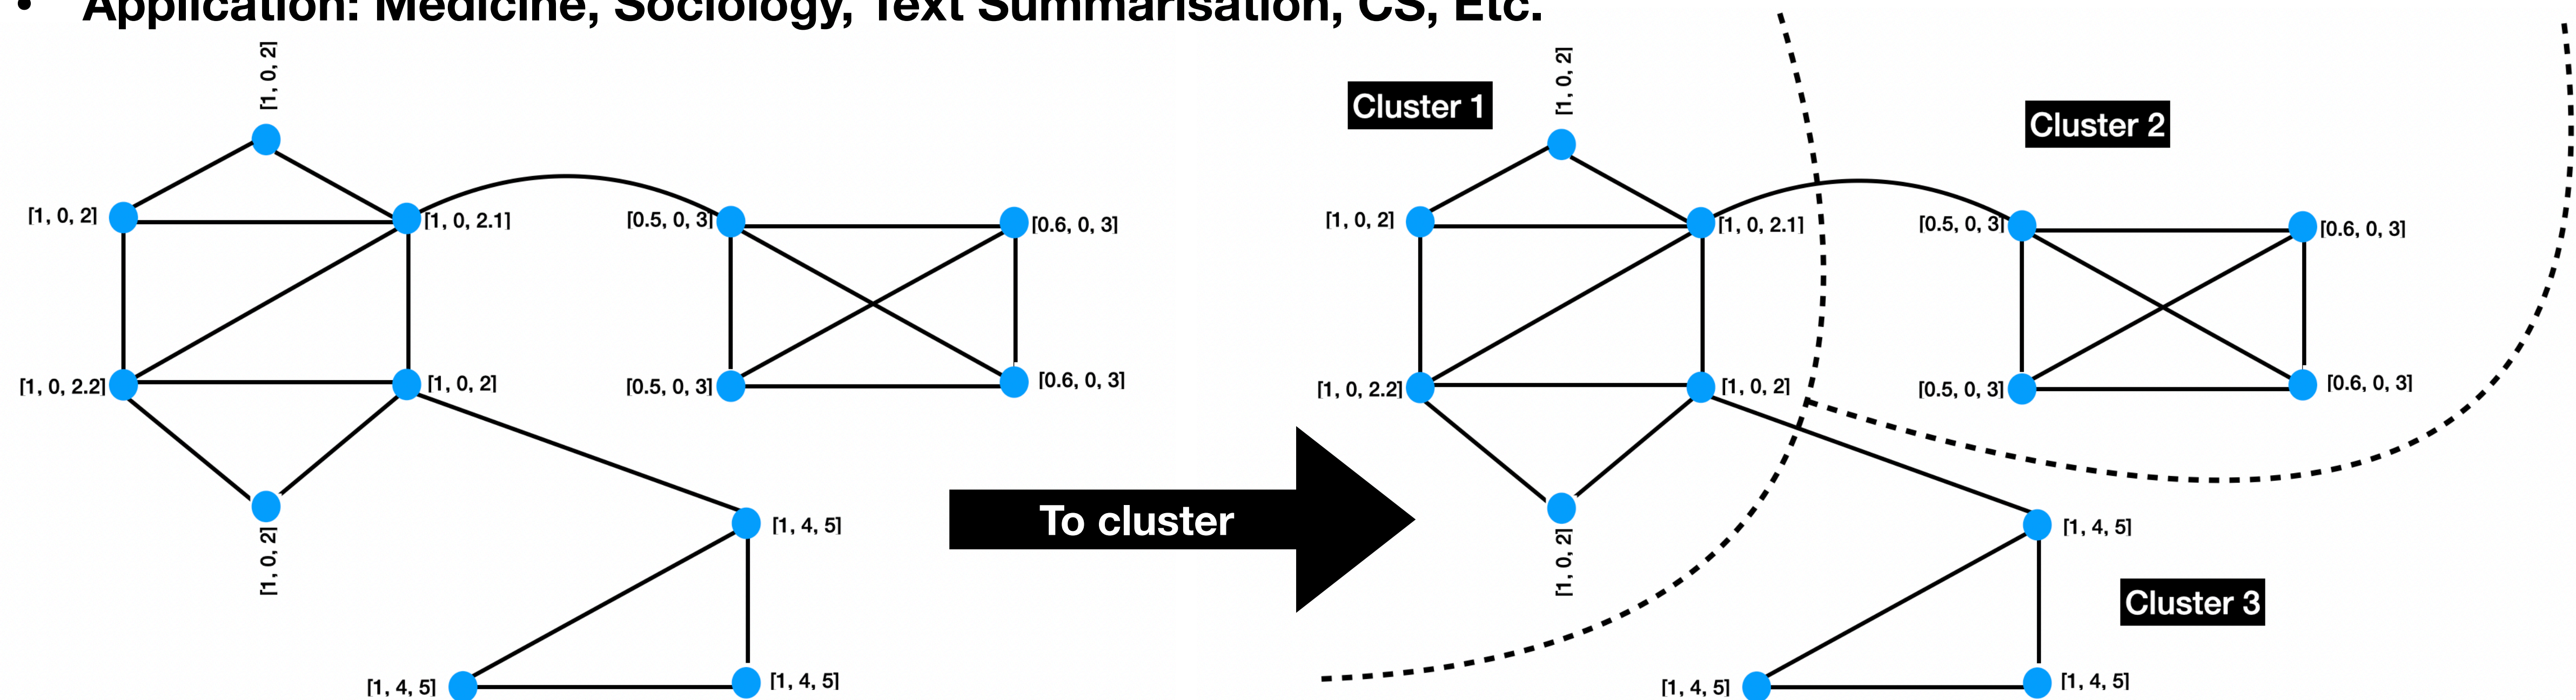 • Application: Medicine, Sociology, Text Summarisation, CS, Etc.
[1, 0, 2]
[1, 0, 2]
[1, 0, 2.1]
[0.5, 0, 3]
[0.6, 0, 3]
[1, 0, 2.2]
[1, 0, 2]
[0.5, 0, 3]
[0.6, 0, 3]
[1, 0, 2]
[1, 4, 5]
[1, 4, 5]
[1, 4, 5]
To cluster
Cluster 1
[1, 0, 2]
Cluster 2
[1, 0, 2]
[1, 0, 2.1]
[0.5, 0, 3]
[0.6, 0, 3]
[1, 0, 2.2]
[1, 0, 2]
[0.5, 0, 3]
[0.6, 0, 3]
[1, 0, 2]
[1, 4, 5]
Cluster 3
[1, 4, 5]
[1, 4, 5]